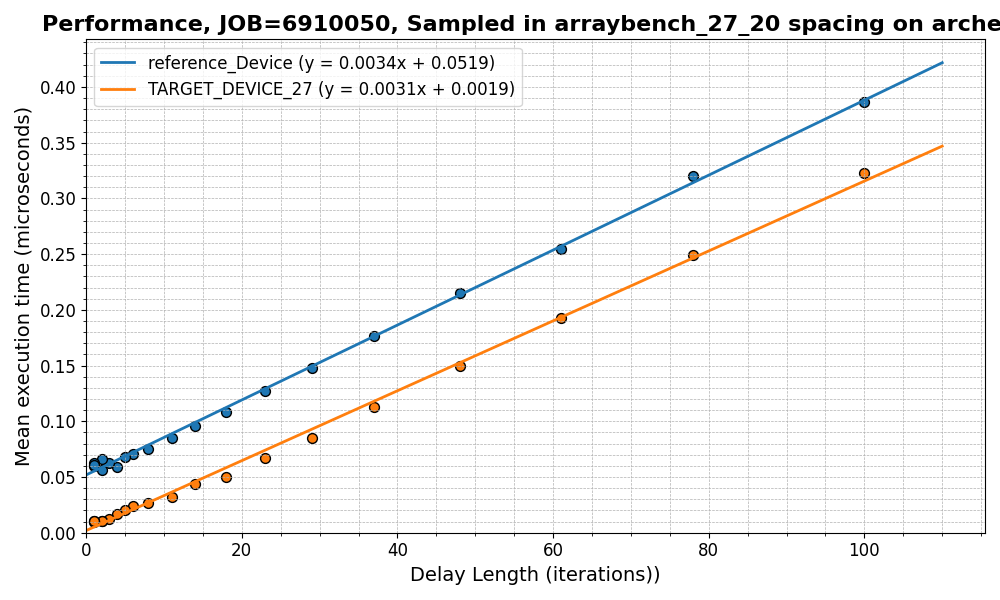 Performance, JOB=6910050, Sampled in arraybench_27_20 spacing on arche
reference_Device (y = 0.0034x + 0.0519)
TARGET_DEVICE_27 (y = 0.0031x + 0.0019)
Mean execution time (microseconds)
0.40
0.35
0.30
0.25
0.20
0.15
0.10
0.05
0.00
0 20 40 60 80 100
Delay Length (iterations))